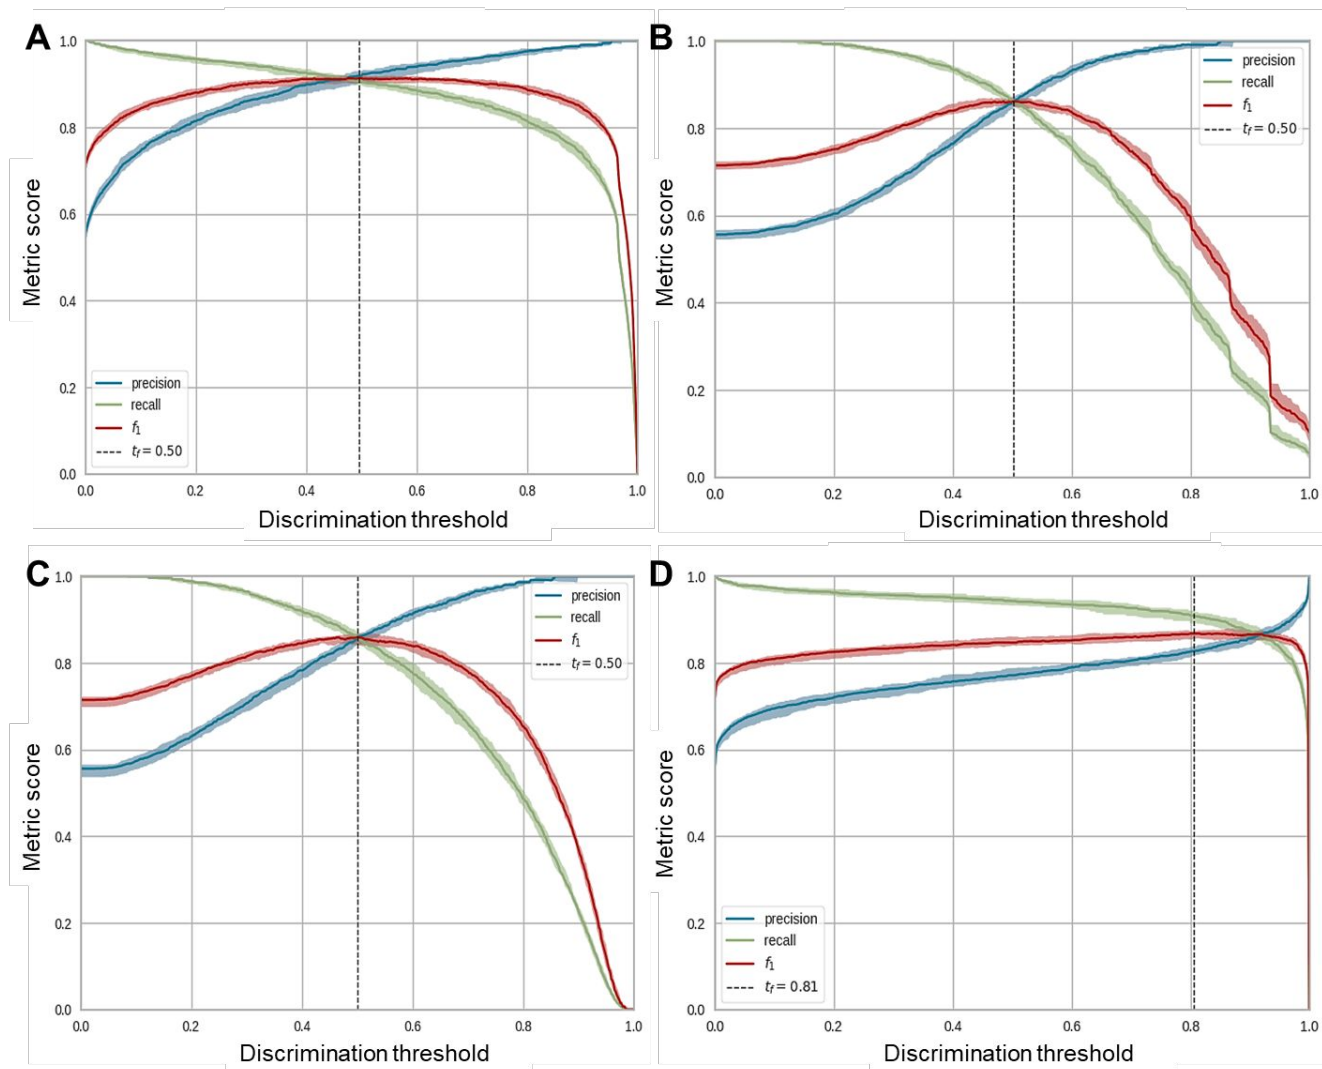 A
1.0
0.8
0.6
0.4
0.2
0.0
Metric score
precision
recall
f1
tf = 0.50
0.0 0.2 0.4 0.6 0.8 1.0
Discrimination threshold
B
1.0
0.8
0.6
0.4
0.2
0.0
Metric score
precision
recall
f1
tf = 0.50
0.0 0.2 0.4 0.6 0.8 1.0
Discrimination threshold
C
1.0
0.8
0.6
0.4
0.2
0.0
Metric score
precision
recall
f1
tf = 0.50
0.0 0.2 0.4 0.6 0.8 1.0
Discrimination threshold
D
1.0
0.8
0.6
0.4
0.2
0.0
Metric score
precision
recall
f1
tf = 0.81
0.0 0.2 0.4 0.6 0.8 1.0
Discrimination threshold